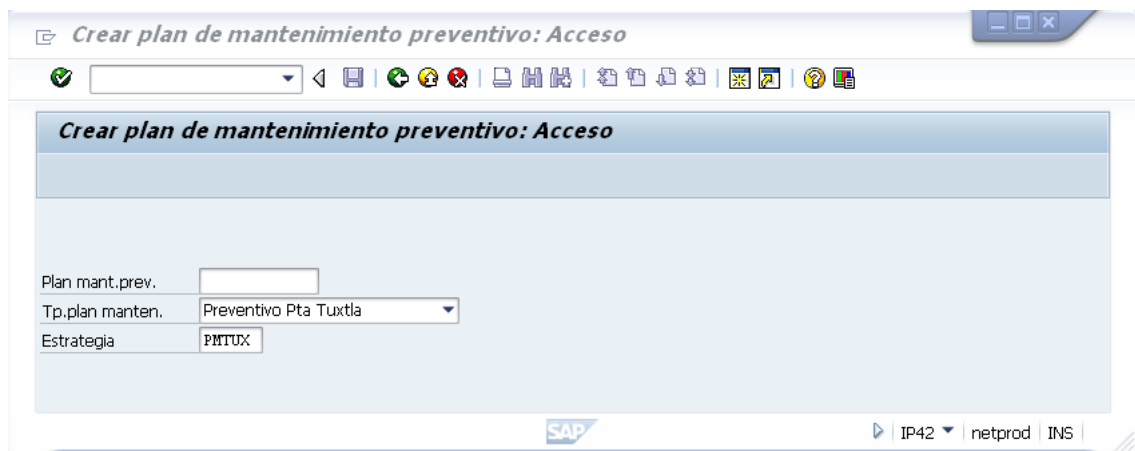 Crear plan de mantenimiento preventivo: Acceso
Crear plan de mantenimiento preventivo: Acceso
Plan mant.prev.
Tp.plan manten. Preventivo Pta Tuxtla
Estrategia PMTUX
SAP IP42 netprod INS